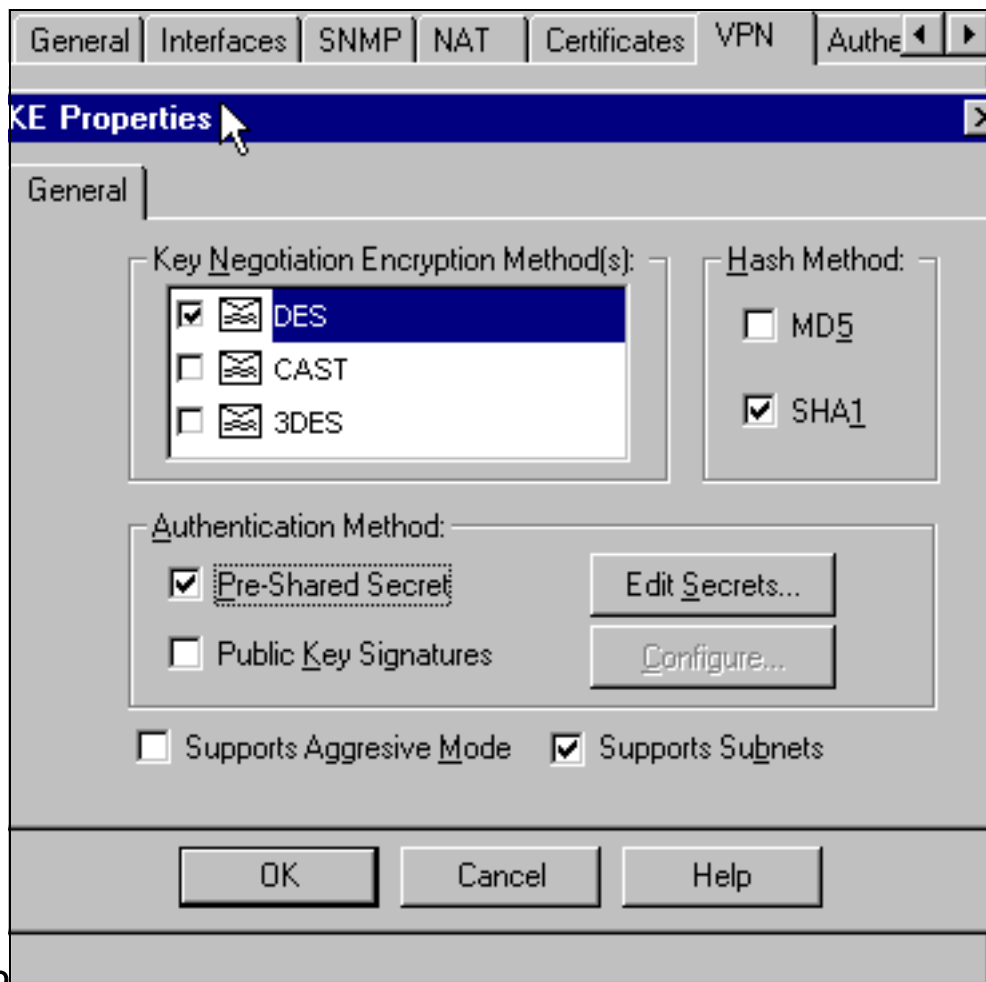 General Interfaces SNMP NAT Certificates VPN Authe
KE Properties
General
Key Negotiation Encryption Method(s):
DES
CAST
3DES
Hash Method:
MD5
SHA1
Authentication Method:
Pre-Shared Secret
Edit Secrets...
Public Key Signatures
Configure...
Supports Aggresive Mode
Supports Subnets
OK Cancel Help